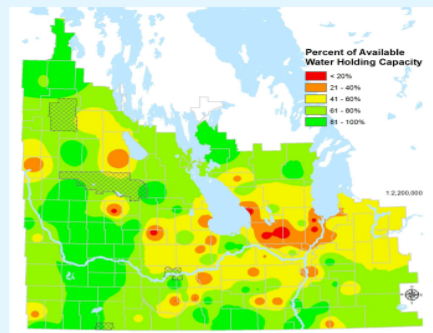 Percent of Available
Water Holding Capacity
< 20%
21 - 40%
41 - 60%
61 - 80%
81 - 100%
1:2,200,000